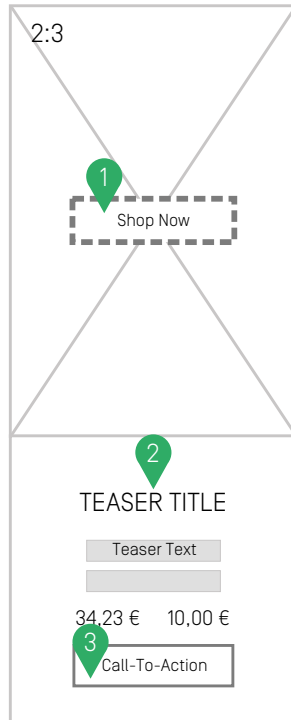 2:3
1
Shop Now
2
TEASER TITLE
Teaser Text
34,23 € 10,00 €
3
Call-To-Action